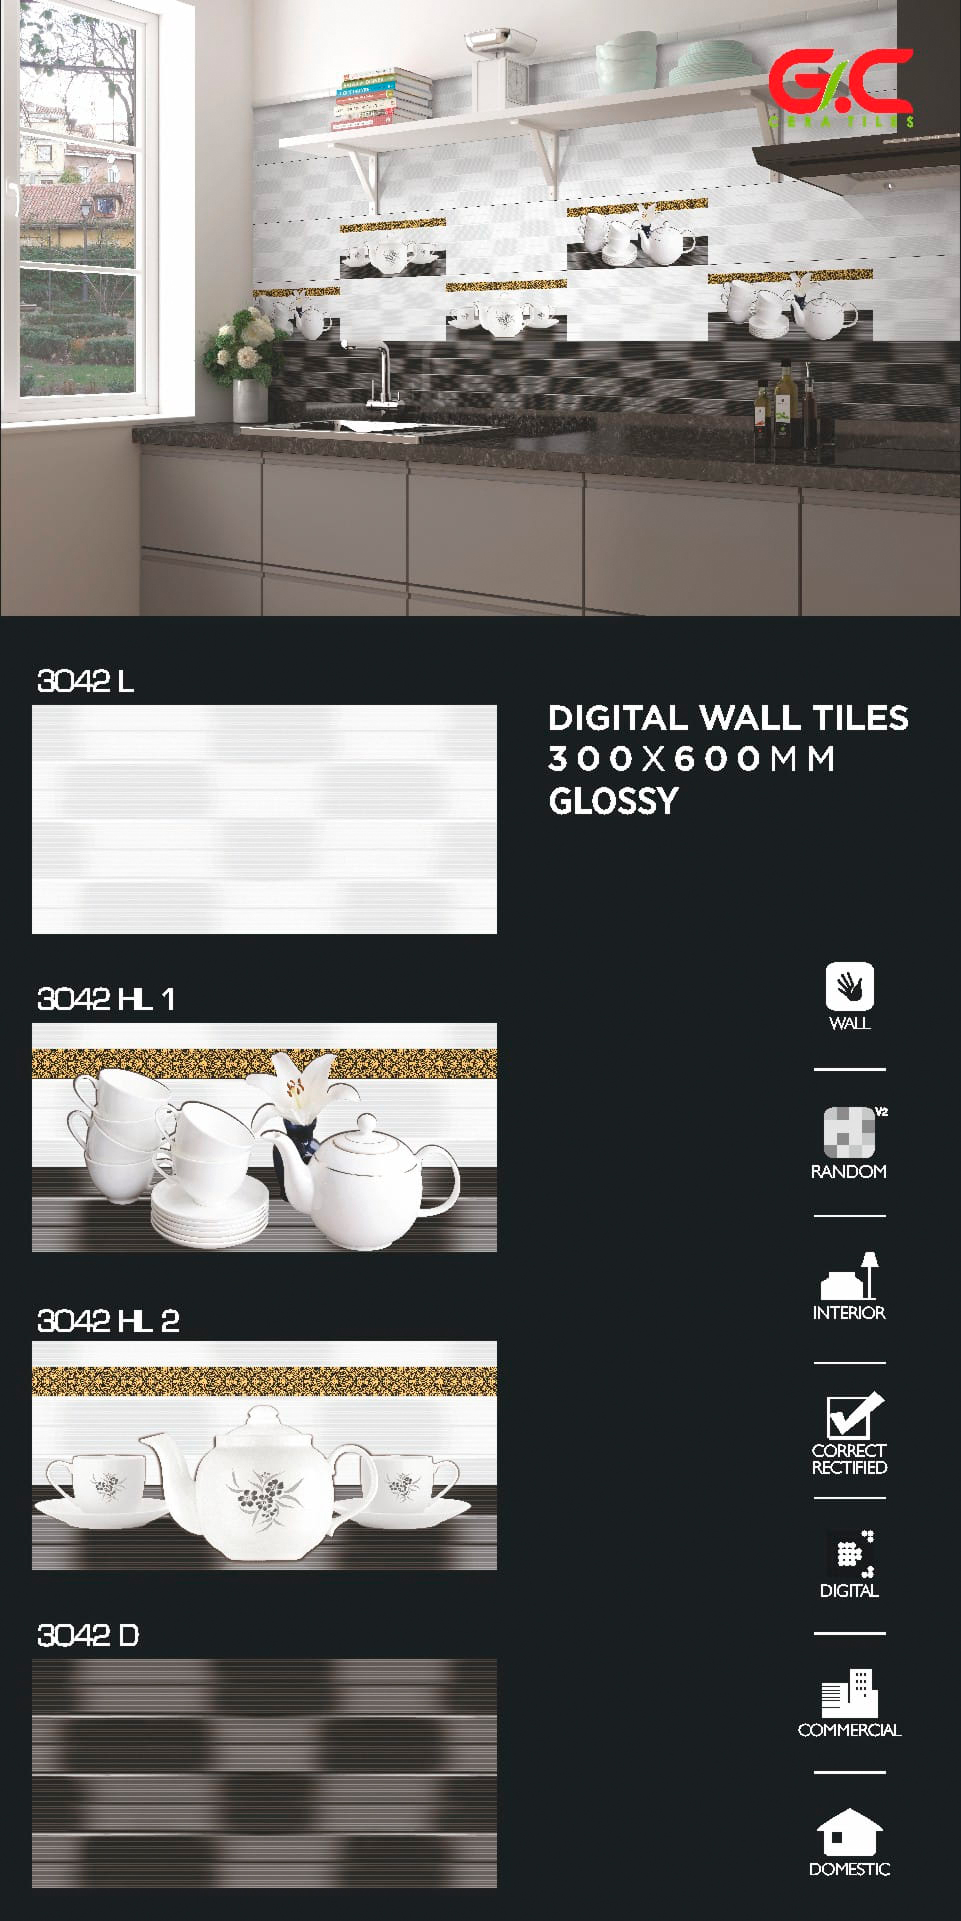 G.C
CERA TILES
3042 L
DIGITAL WALL TILES
300X600MM
GLOSSY
3042 HL 1
WALL
V2
RANDOM
3042 HL 2
INTERIOR
CORRECT
RECTIFIED
DIGITAL
3042 D
COMMERCIAL
DOMESTIC